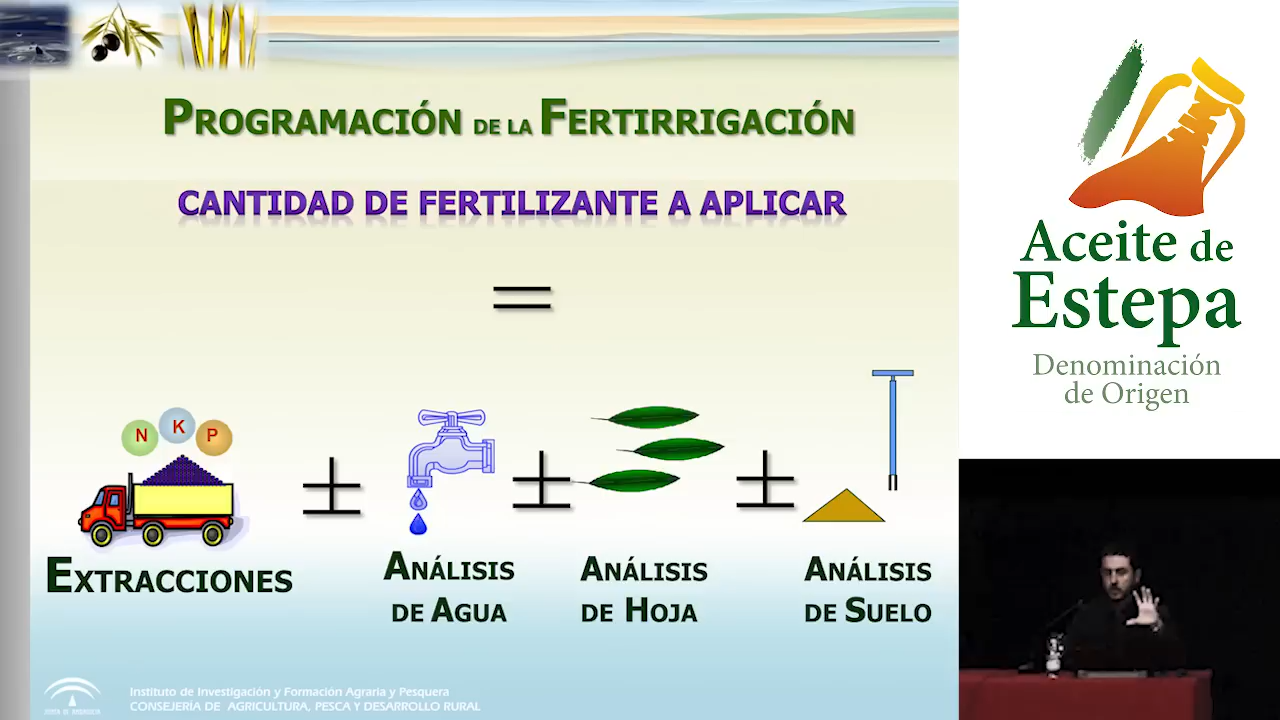 PROGRAMACIÓN DE LA FERTIRRIGACIÓN
CANTIDAD DE FERTILIZANTE A APLICAR
=
N K P
± ± ±
EXTRACCIONES
ANÁLISIS
DE AGUA
ANÁLISIS
DE HOJA
ANÁLISIS
DE SUELO
Instituto de Investigación y Formación Agraria y Pesquera
CONSEJERÍA DE AGRICULTURA, PESCA Y DESARROLLO RURAL
Aceite de
Estepa
Denominación
de Origen